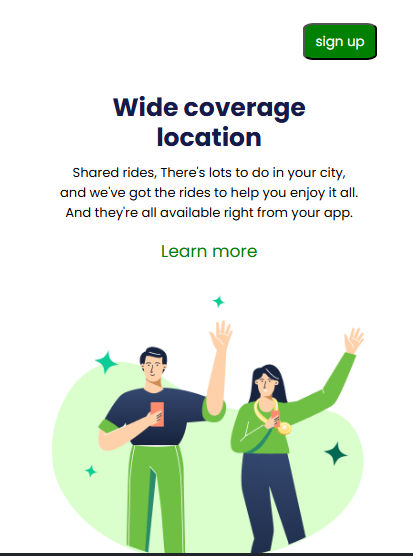 sign up
Wide coverage
location
Shared rides, There's lots to do in your city,
and we've got the rides to help you enjoy it all.
And they're all available right from your app.
Learn more